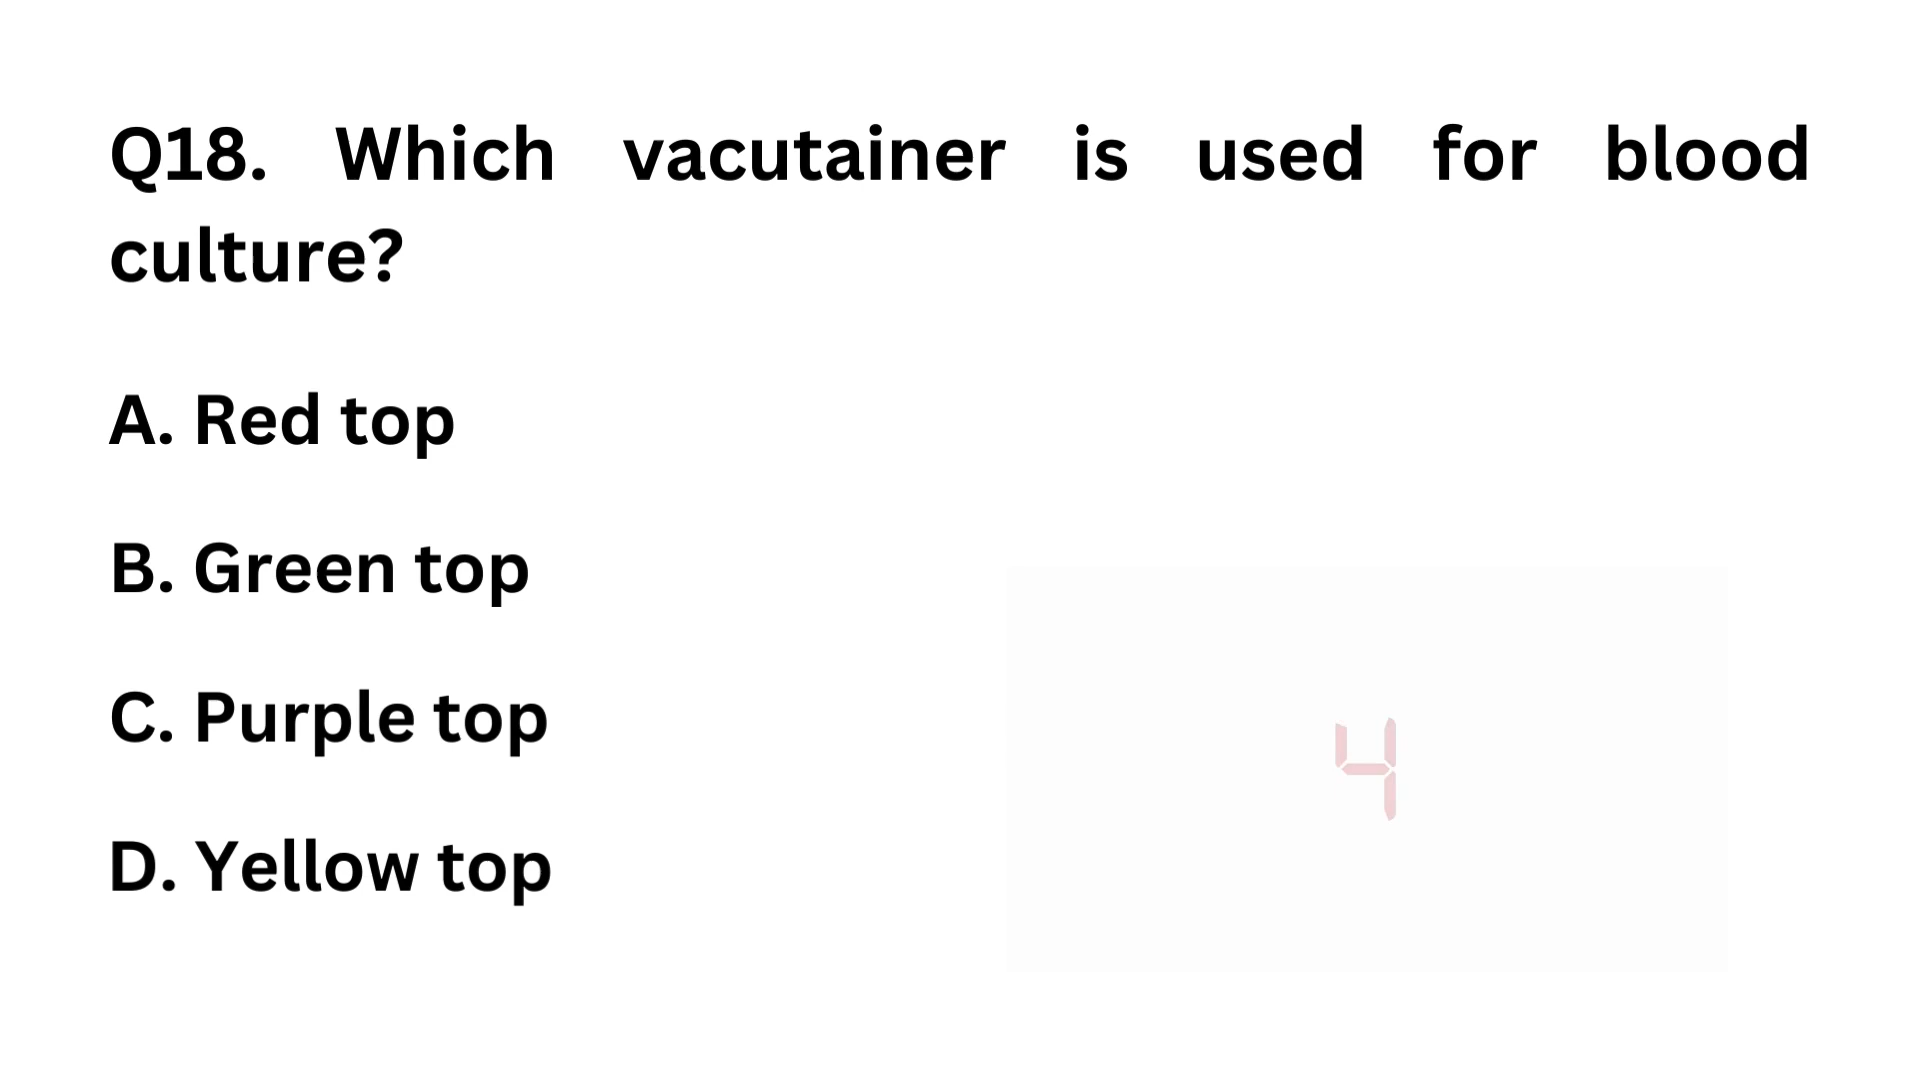 Q18. Which vacutainer is used for blood
culture?
A. Red top
B. Green top
C. Purple top
4
D. Yellow top